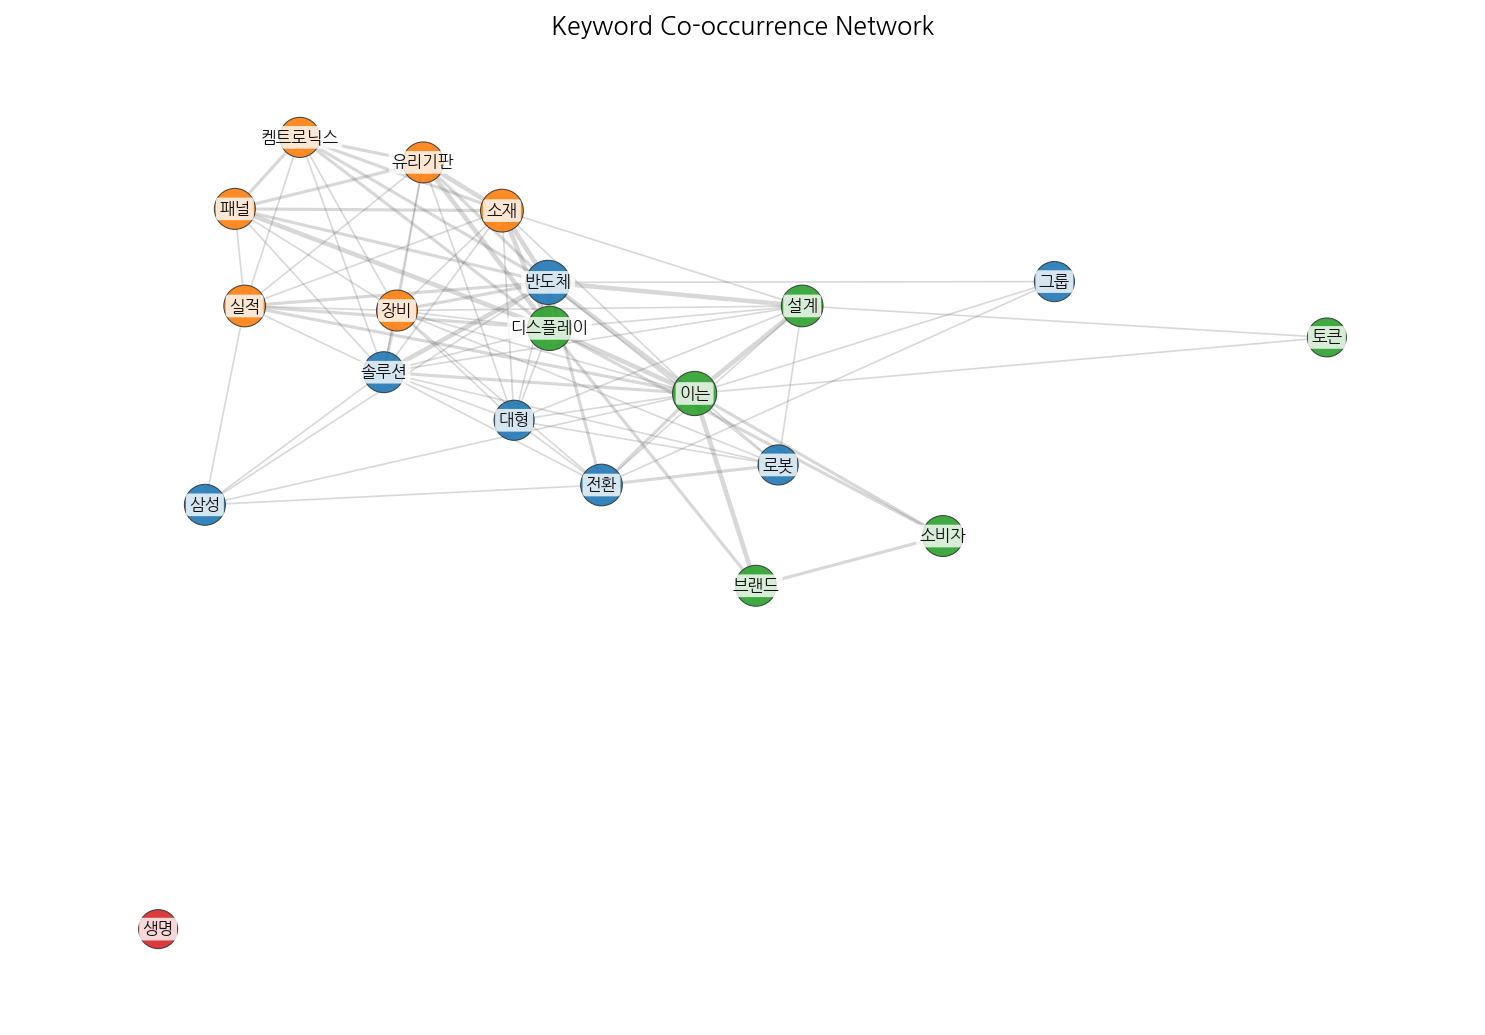 Keyword Co-occurrence Network
켐트로닉스
유리기판
패널
소재
반도체
그룹
실적
장비
설계
디스플레이
토큰
솔루션
이는
대형
로봇
전환
삼성
소비자
브랜드
생명